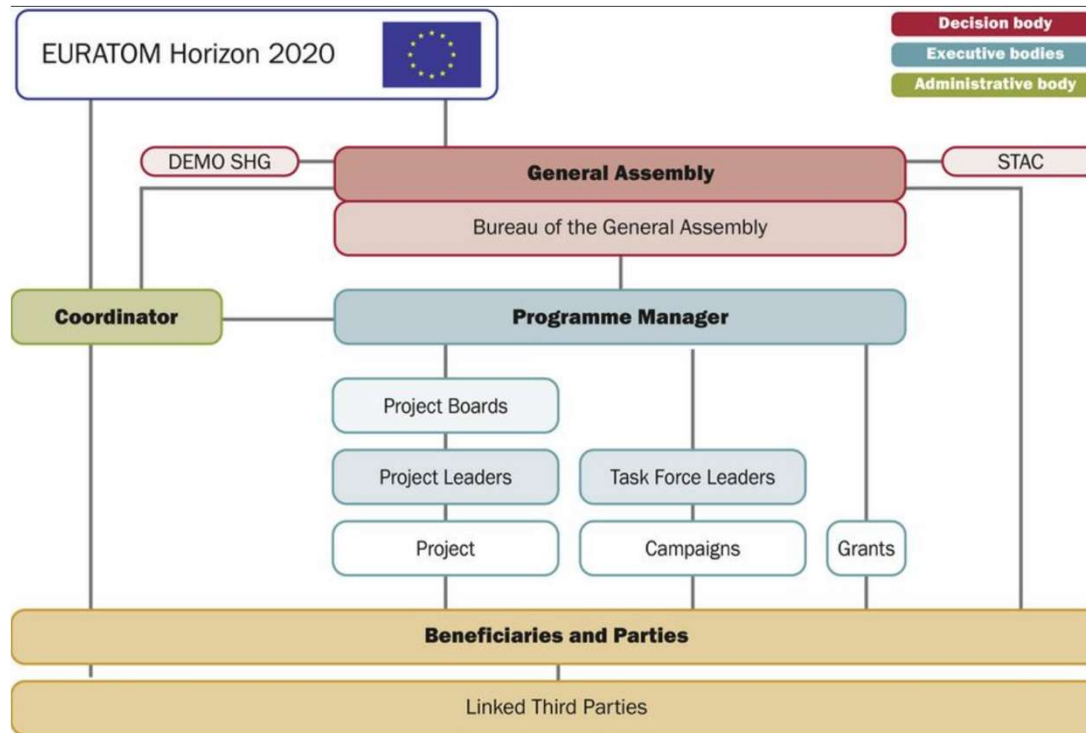 EURATOM Horizon 2020
Decision body
Executive bodies
Administrative body
DEMO SHG
General Assembly
STAC
Bureau of the General Assembly
Coordinator
Programme Manager
Project Boards
Project Leaders
Task Force Leaders
Project
Campaigns
Grants
Beneficiaries and Parties
Linked Third Parties